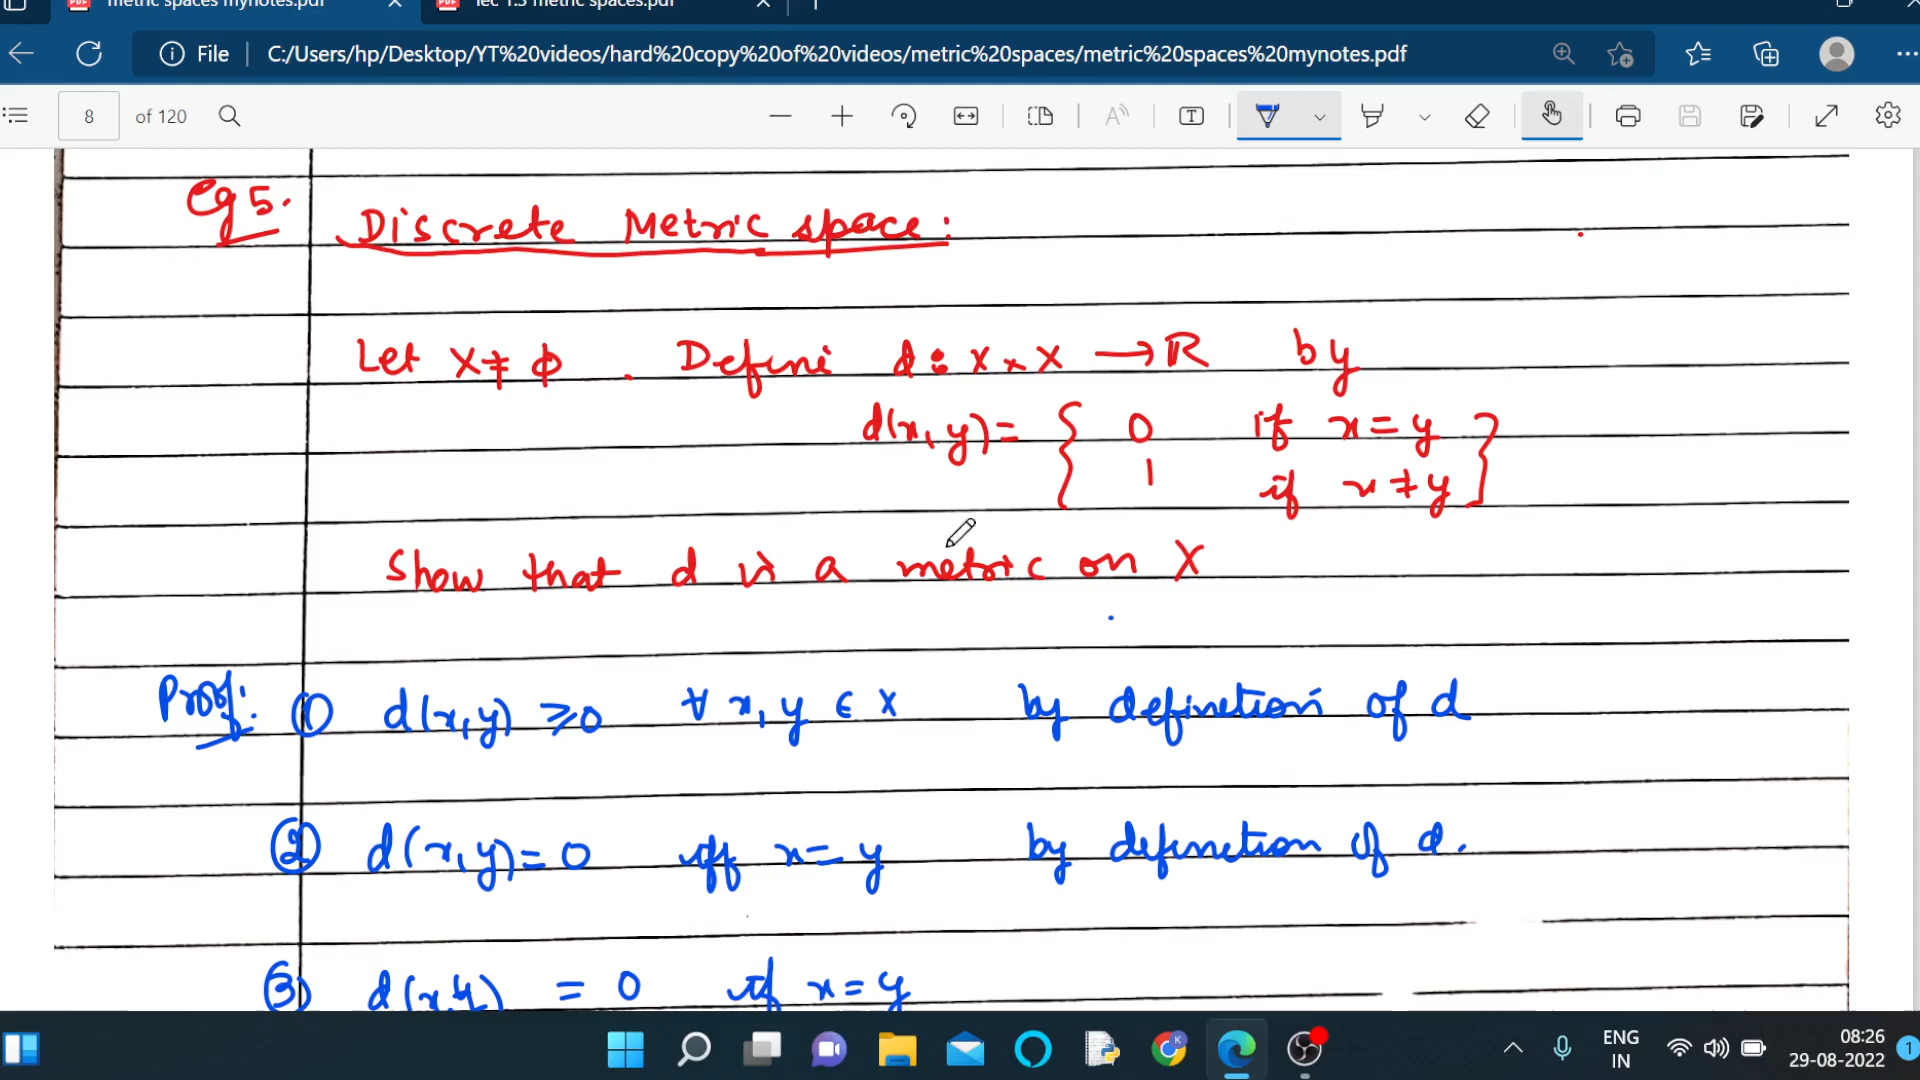 metric spaces mynotes.pdf
lec 1.3 metric spaces.pdf
File
C:/Users/hp/Desktop/YT%20videos/hard%20copy%20of%20videos/metric%20spaces/metric%20spaces%20mynotes.pdf
8 of 120
Eg 5. Discrete Metric space:
Let X ≠ ϕ . Define d : X × X → ℝ by
d(x, y) = { 0 if x = y
1 if x ≠ y }
Show that d is a metric on X
Proof: ① d(x, y) ≥ 0 ∀ x, y ∈ X by definetion of d
② d(x, y) = 0 iff x = y by definetion of d.
③ d(x, y) = 0 if x = y
ENG
IN
08:26
29-08-2022
1